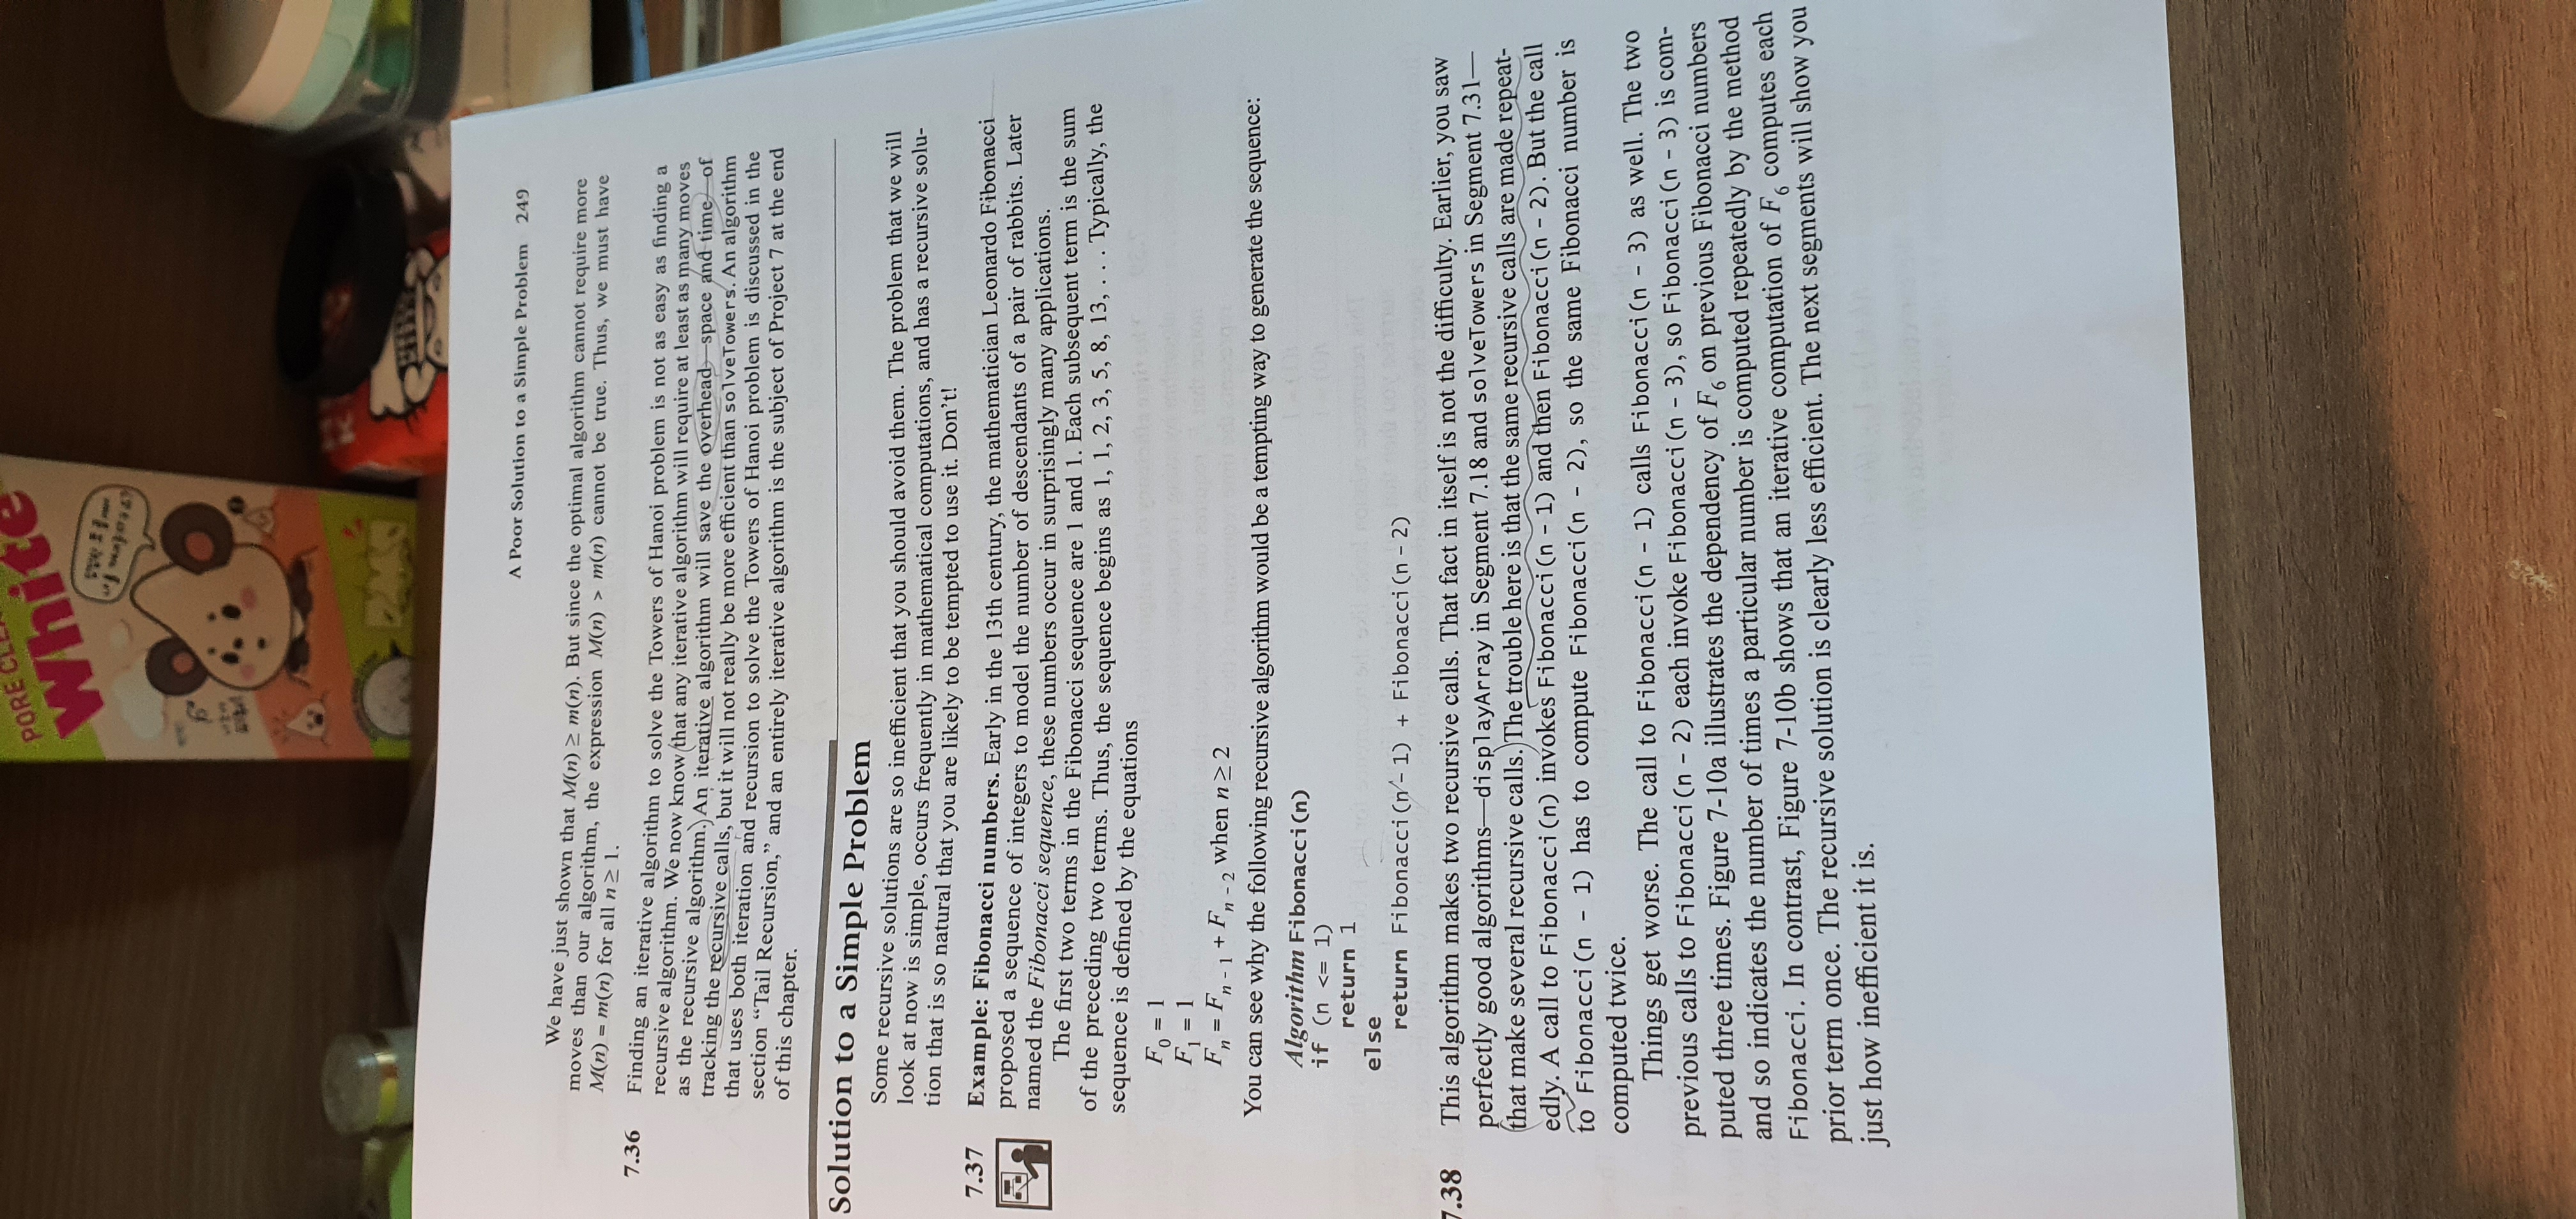 PORE
White
A Poor Solution to a Simple Problem 249
We have just shown that M(n) ≥ m(n). But since the optimal algorithm cannot require more
moves than our algorithm, the expression M(n) > m(n) cannot be true. Thus, we must have
M(n) = m(n) for all n ≥ 1.
7.36 Finding an iterative algorithm to solve the Towers of Hanoi problem is not as easy as finding a
recursive algorithm. We now know that any iterative algorithm will require at least as many moves
as the recursive algorithm. An iterative algorithm will save the overhead—space and time—of
tracking the recursive calls, but it will not really be more efficient than solveTowers. An algorithm
that uses both iteration and recursion to solve the Towers of Hanoi problem is discussed in the
section “Tail Recursion,” and an entirely iterative algorithm is the subject of Project 7 at the end
of this chapter.
Solution to a Simple Problem
Some recursive solutions are so inefficient that you should avoid them. The problem that we will
look at now is simple, occurs frequently in mathematical computations, and has a recursive solu-
tion that is so natural that you are likely to be tempted to use it. Don’t!
7.37 Example: Fibonacci numbers. Early in the 13th century, the mathematician Leonardo Fibonacci
proposed a sequence of integers to model the number of descendants of a pair of rabbits. Later
named the Fibonacci sequence, these numbers occur in surprisingly many applications.
The first two terms in the Fibonacci sequence are 1 and 1. Each subsequent term is the sum
of the preceding two terms. Thus, the sequence begins as 1, 1, 2, 3, 5, 8, 13, . . . Typically, the
sequence is defined by the equations
F₀ = 1
F₁ = 1
Fₙ = Fₙ₋₁ + Fₙ₋₂ when n ≥ 2
You can see why the following recursive algorithm would be a tempting way to generate the sequence:
Algorithm Fibonacci(n)
if (n <= 1)
return 1
else
return Fibonacci(n - 1) + Fibonacci(n - 2)
7.38 This algorithm makes two recursive calls. That fact in itself is not the difficulty. Earlier, you saw
perfectly good algorithms—displayArray in Segment 7.18 and solveTowers in Segment 7.31—
that make several recursive calls. The trouble here is that the same recursive calls are made repeat-
edly. A call to Fibonacci(n) invokes Fibonacci(n - 1) and then Fibonacci(n - 2). But the call
to Fibonacci(n - 1) has to compute Fibonacci(n - 2), so the same Fibonacci number is
computed twice.
Things get worse. The call to Fibonacci(n - 1) calls Fibonacci(n - 3) as well. The two
previous calls to Fibonacci(n - 2) each invoke Fibonacci(n - 3), so Fibonacci(n - 3) is com-
puted three times. Figure 7-10a illustrates the dependency of F₆ on previous Fibonacci numbers
and so indicates the number of times a particular number is computed repeatedly by the method
Fibonacci. In contrast, Figure 7-10b shows that an iterative computation of F₆ computes each
prior term once. The recursive solution is clearly less efficient. The next segments will show you
just how inefficient it is.